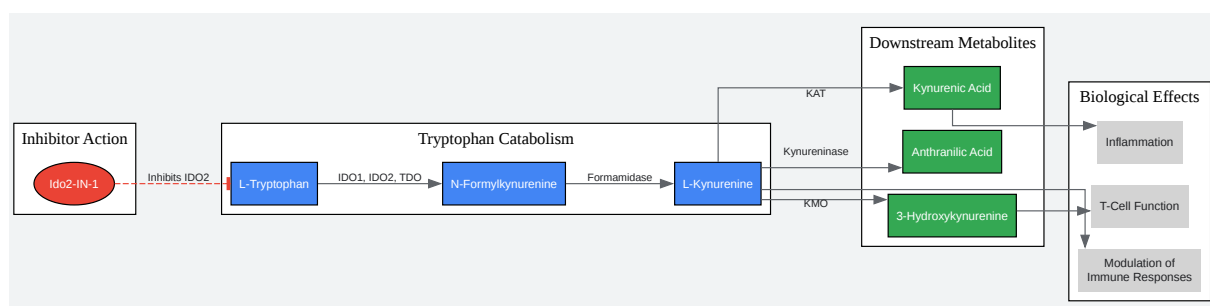 Downstream Metabolites
Kynurenic Acid
KAT
Biological Effects
Inhibitor Action
Tryptophan Catabolism
Inflammation
Anthranilic Acid
Kynureninase
Ido2-IN-1
Inhibits IDO2
L-Tryptophan
IDO1, IDO2, TDO
N-Formylkynurenine
Formamidase
L-Kynurenine
KMO
3-Hydroxykynurenine
T-Cell Function
Modulation of
Immune Responses